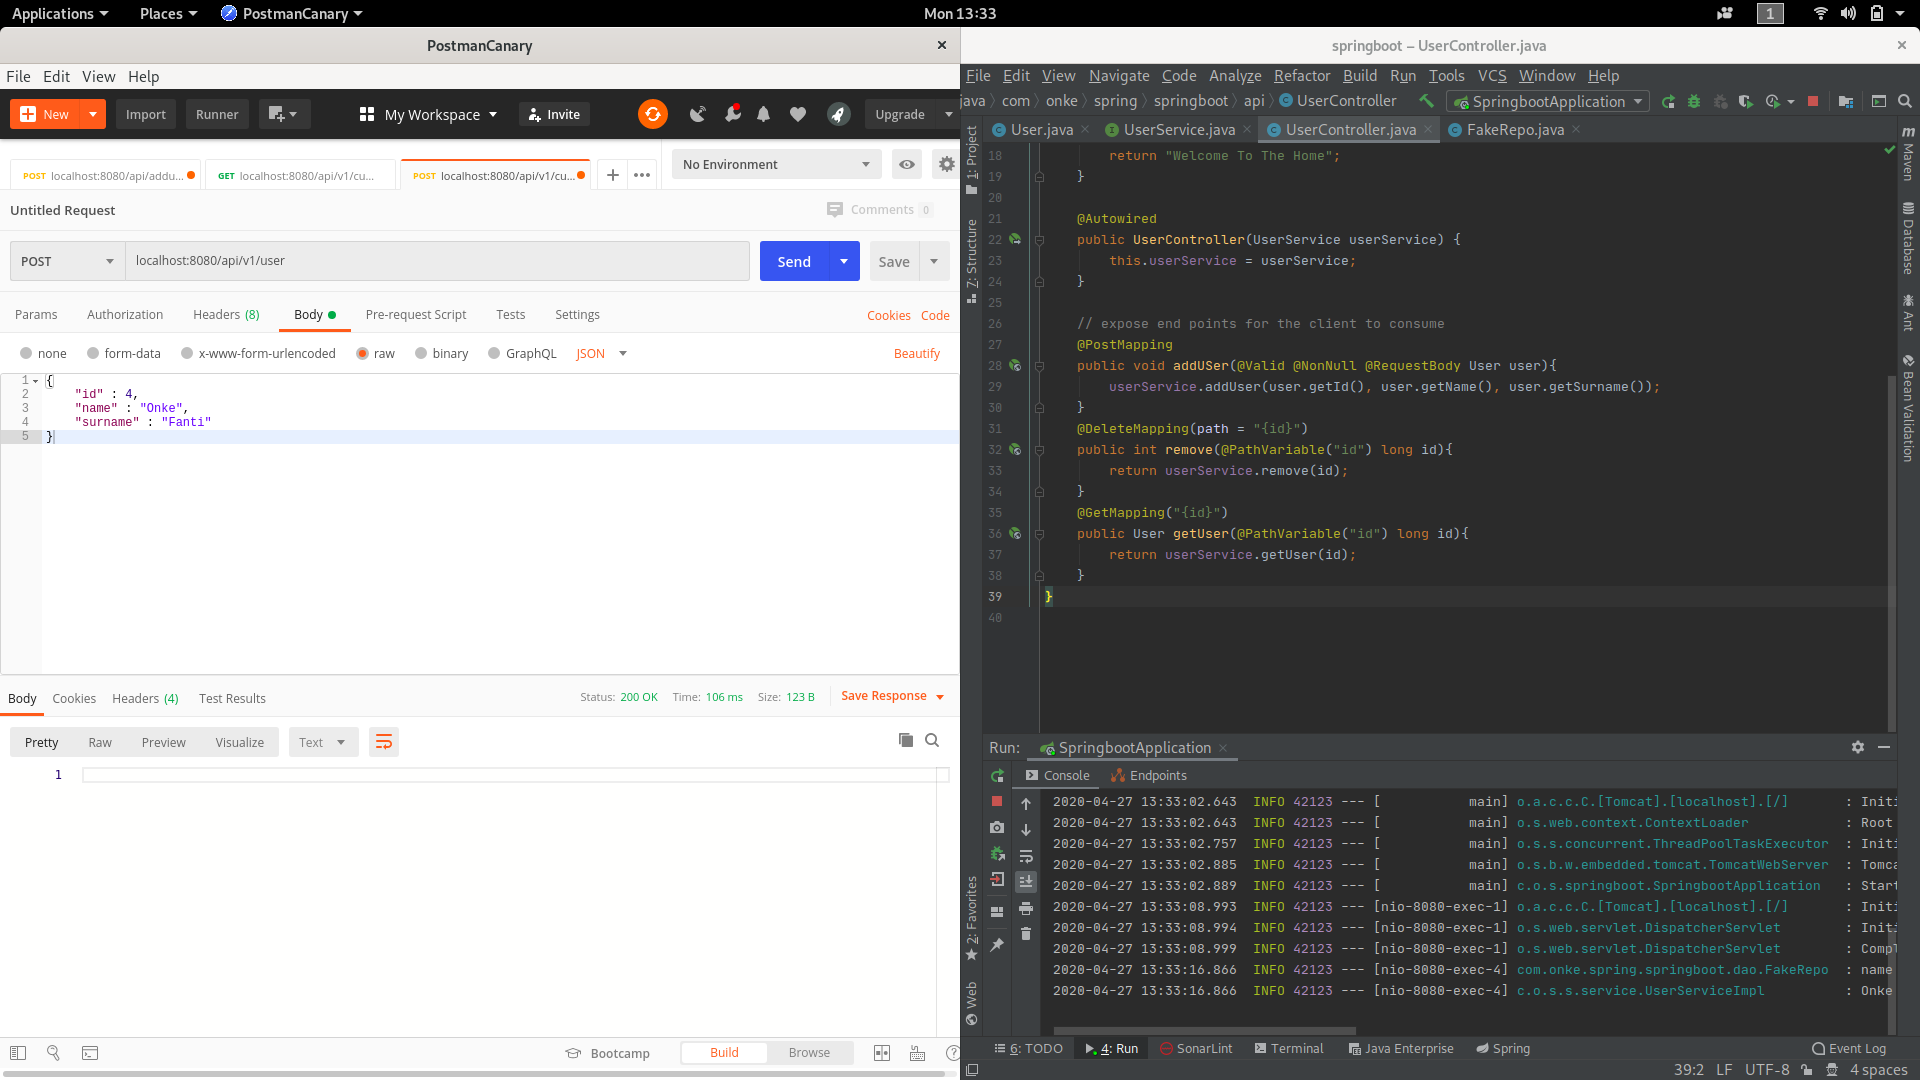 Applications Places PostmanCanary Mon 13:33 1
PostmanCanary
File Edit View Help
New Import Runner My Workspace Invite Upgrade
POST localhost:8080/api/addu...
GET localhost:8080/api/v1/cu...
POST localhost:8080/api/v1/cu...
No Environment
Untitled Request
Comments 0
POST localhost:8080/api/v1/user Send Save
Params Authorization Headers (8) Body Pre-request Script Tests Settings Cookies Code
none form-data x-www-form-urlencoded raw binary GraphQL JSON Beautify
1 {
2 "id" : 4,
3 "name" : "Onke",
4 "surname" : "Fanti"
5 }
Body Cookies Headers (4) Test Results Status: 200 OK Time: 106 ms Size: 123 B Save Response
Pretty Raw Preview Visualize Text
1
Bootcamp Build Browse
springboot – UserController.java
File Edit View Navigate Code Analyze Refactor Build Run Tools VCS Window Help
java com onke spring springboot api UserController SpringbootApplication
User.java UserService.java UserController.java FakeRepo.java
1: Project
7: Structure
2: Favorites
Web
18 return "Welcome To The Home";
19 }
20
21 @Autowired
22 public UserController(UserService userService) {
23 this.userService = userService;
24 }
25
26 // expose end points for the client to consume
27 @PostMapping
28 public void addUSer(@Valid @NonNull @RequestBody User user){
29 userService.addUser(user.getId(), user.getName(), user.getSurname());
30 }
31 @DeleteMapping(path = "{id}")
32 public int remove(@PathVariable("id") long id){
33 return userService.remove(id);
34 }
35 @GetMapping("{id}")
36 public User getUser(@PathVariable("id") long id){
37 return userService.getUser(id);
38 }
39 }
40
Maven
Database
Ant
Bean Validation
Run: SpringbootApplication
Console Endpoints
2020-04-27 13:33:02.643 INFO 42123 --- [ main] o.a.c.c.C.[Tomcat].[localhost].[/] : Initi
2020-04-27 13:33:02.643 INFO 42123 --- [ main] o.s.web.context.ContextLoader : Root
2020-04-27 13:33:02.757 INFO 42123 --- [ main] o.s.s.concurrent.ThreadPoolTaskExecutor : Initi
2020-04-27 13:33:02.885 INFO 42123 --- [ main] o.s.b.w.embedded.tomcat.TomcatWebServer : Tomca
2020-04-27 13:33:02.889 INFO 42123 --- [ main] c.o.s.springboot.SpringbootApplication : Start
2020-04-27 13:33:08.993 INFO 42123 --- [nio-8080-exec-1] o.a.c.c.C.[Tomcat].[localhost].[/] : Initi
2020-04-27 13:33:08.994 INFO 42123 --- [nio-8080-exec-1] o.s.web.servlet.DispatcherServlet : Initi
2020-04-27 13:33:08.999 INFO 42123 --- [nio-8080-exec-1] o.s.web.servlet.DispatcherServlet : Compl
2020-04-27 13:33:16.866 INFO 42123 --- [nio-8080-exec-4] com.onke.spring.springboot.dao.FakeRepo : name
2020-04-27 13:33:16.866 INFO 42123 --- [nio-8080-exec-4] c.o.s.s.service.UserServiceImpl : Onke
6: TODO 4: Run SonarLint Terminal Java Enterprise Spring Event Log
39:2 LF UTF-8 4 spaces